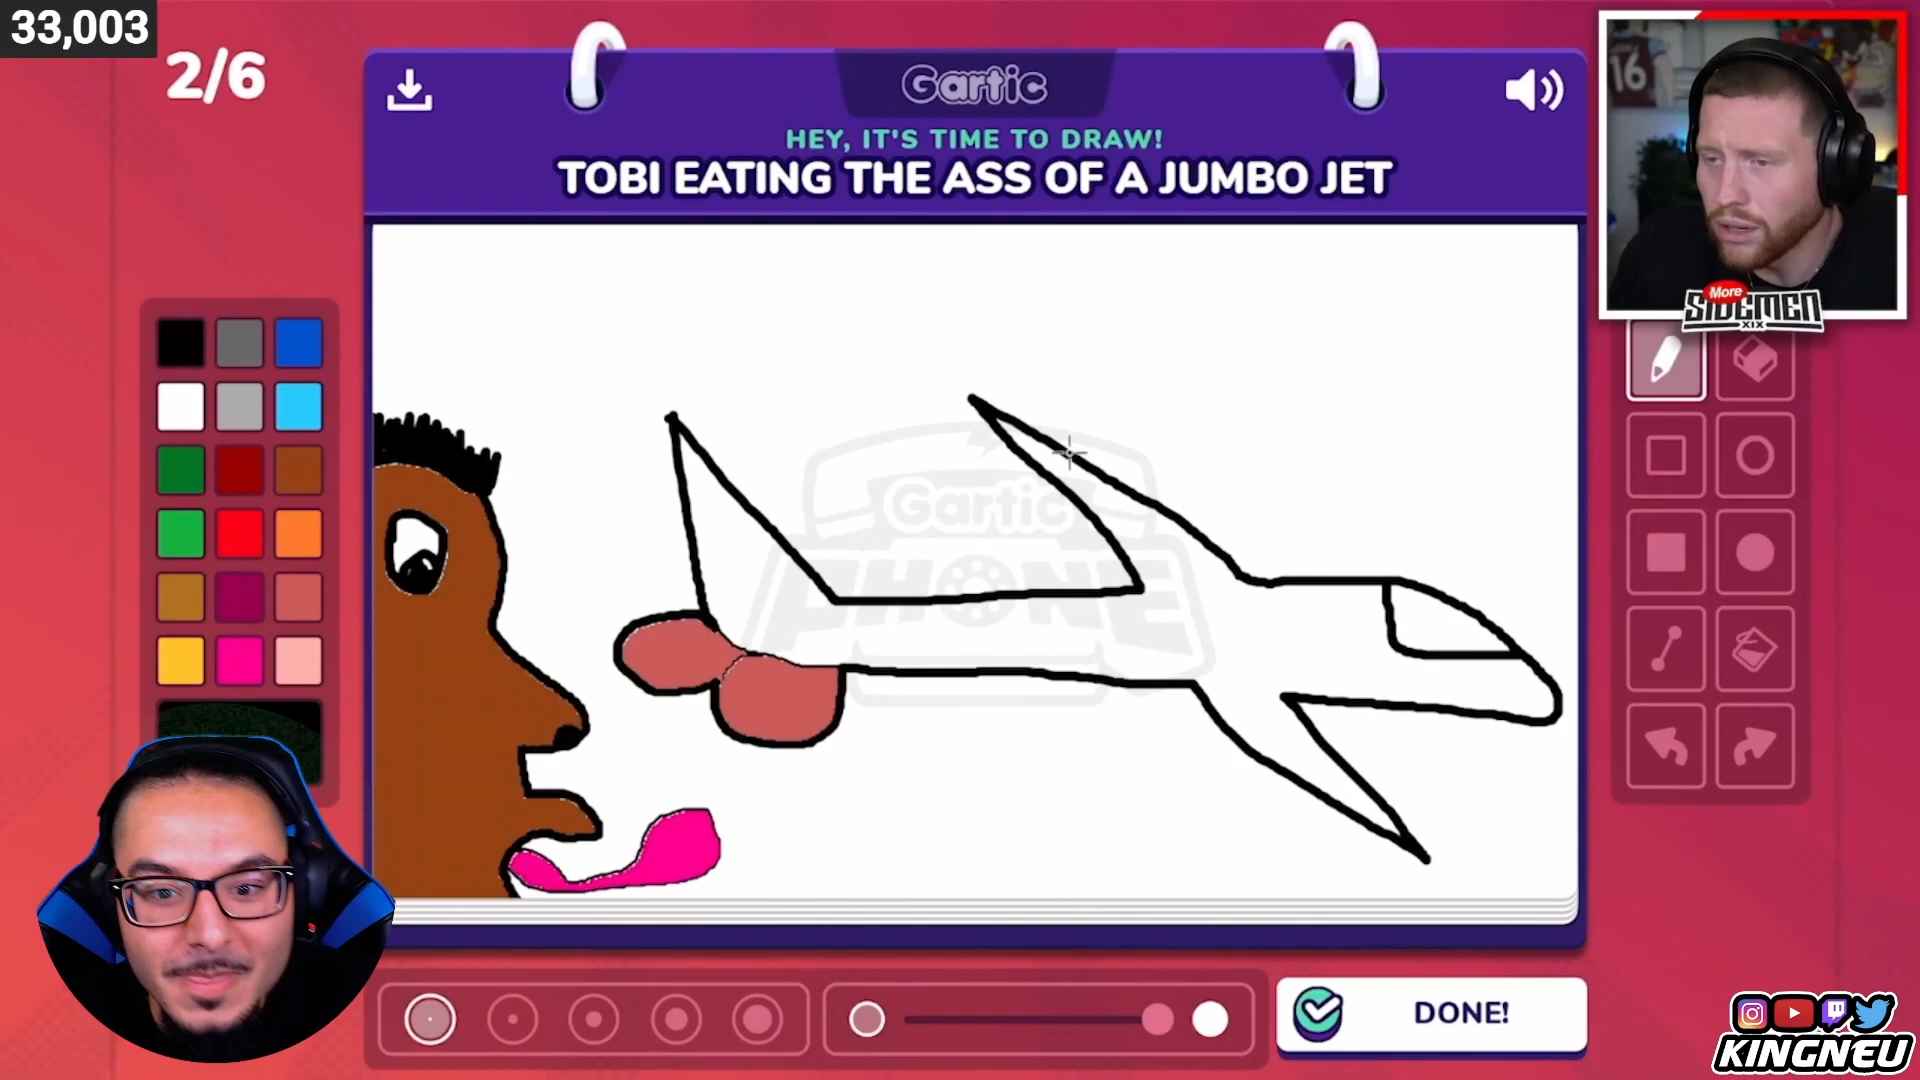 33,003
2/6
Gartic
HEY, IT'S TIME TO DRAW!
TOBI EATING THE ASS OF A JUMBO JET
16
More
SIDEMEN
XIX
Gartic
PHONE
DONE!
KINGNEU